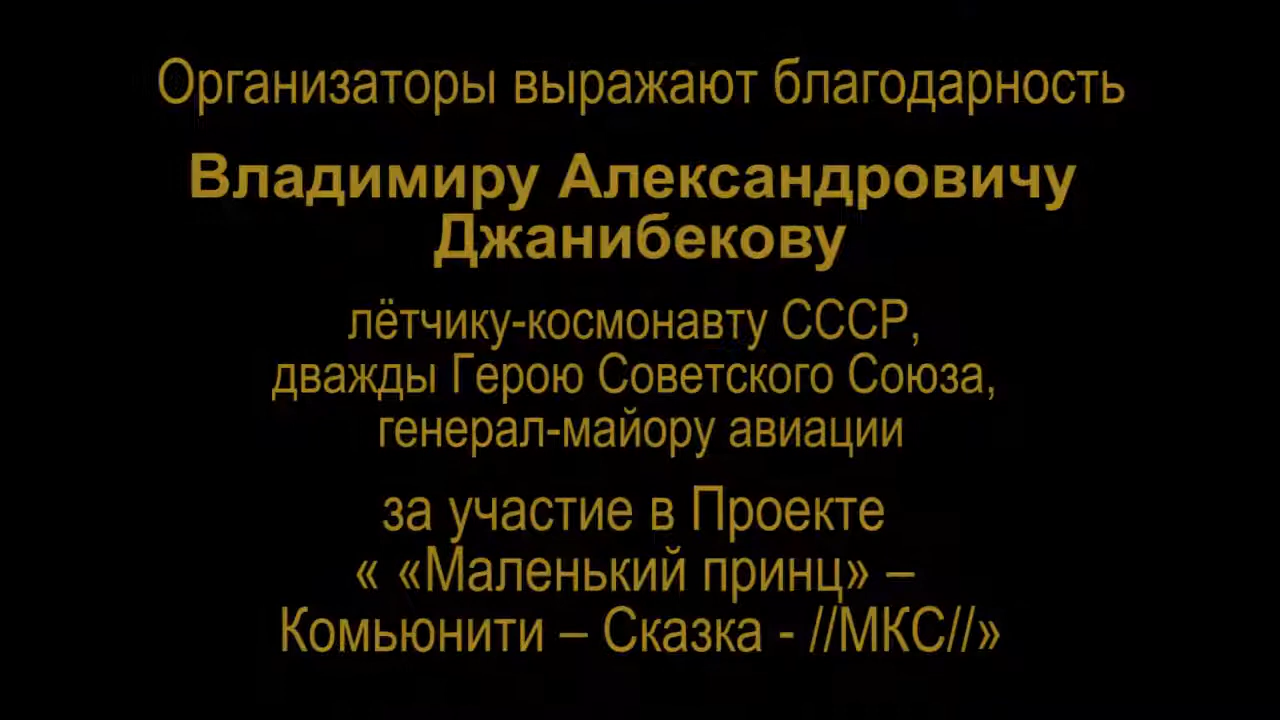 Организаторы выражают благодарность
Владимиру Александровичу
Джанибекову
лётчику-космонавту СССР,
дважды Герою Советского Союза,
генерал-майору авиации
за участие в Проекте
« «Маленький принц» –
Комьюнити – Сказка - //МКС//»